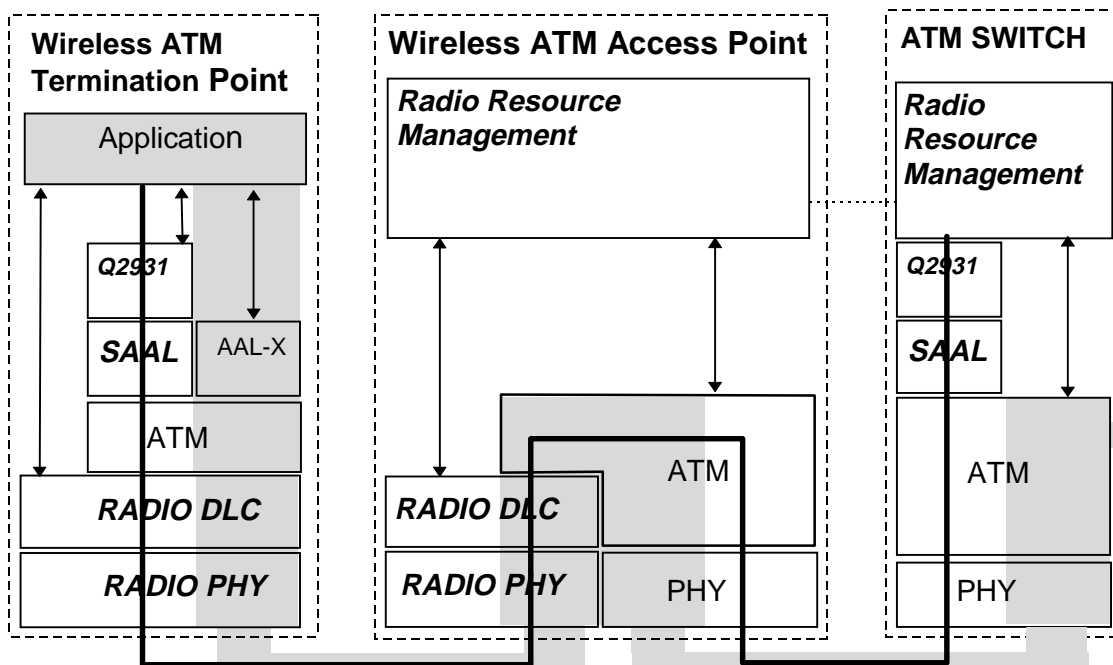 Wireless ATM
Termination Point
Application
Q2931
SAAL
AAL-X
ATM
RADIO DLC
RADIO PHY
Wireless ATM Access Point
Radio Resource
Management
ATM
RADIO DLC
RADIO PHY
PHY
ATM SWITCH
Radio
Resource
Management
Q2931
SAAL
ATM
PHY